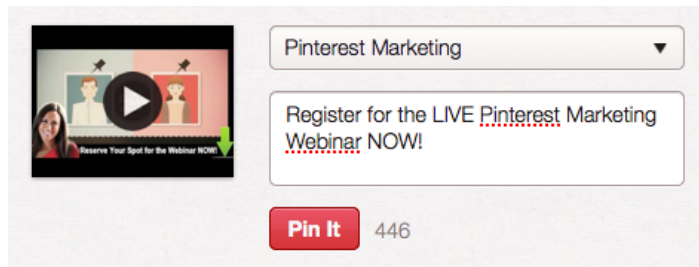 Pinterest Marketing
Register for the LIVE Pinterest Marketing
Webinar NOW!
Reserve Your Spot for the Webinar NOW!
Pin It 446